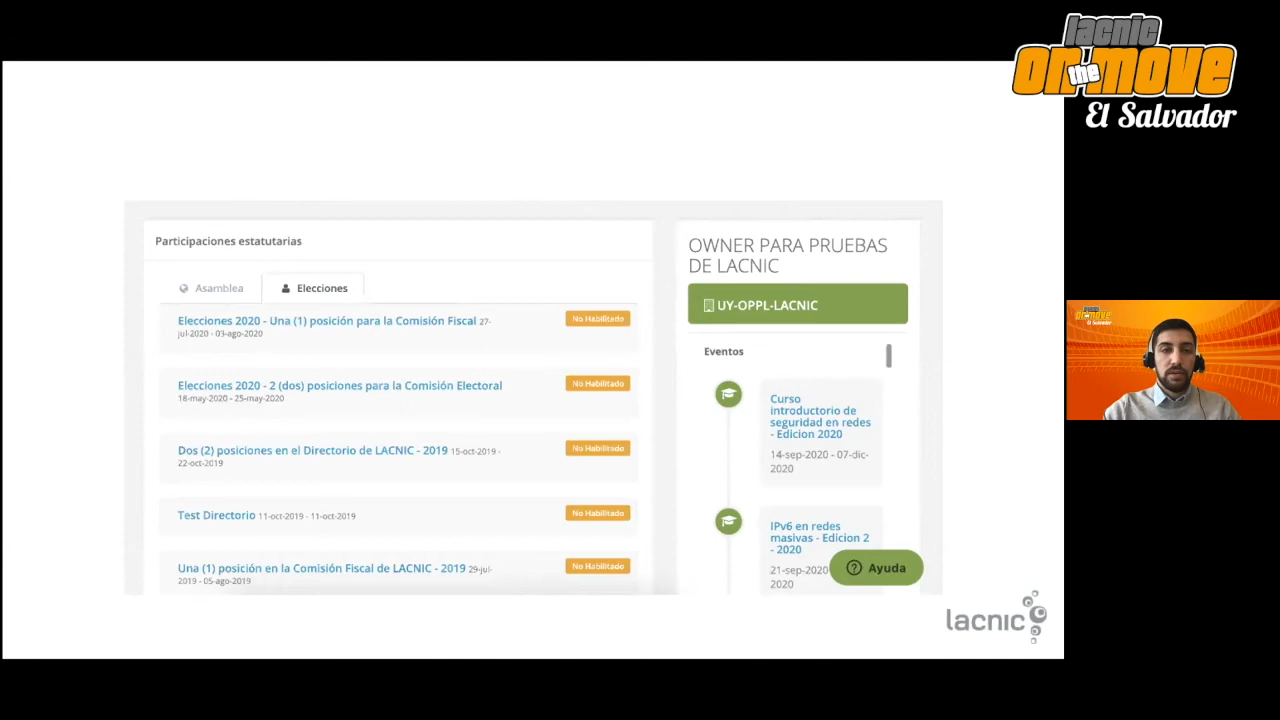 lacnic
on the move
El Salvador
Participaciones estatutarias
Asamblea
Elecciones
Elecciones 2020 - Una (1) posición para la Comisión Fiscal 27-
jul-2020 - 03-ago-2020
No Habilitado
Elecciones 2020 - 2 (dos) posiciones para la Comisión Electoral
18-may-2020 - 25-may-2020
No Habilitado
Dos (2) posiciones en el Directorio de LACNIC - 2019 15-oct-2019 -
22-oct-2019
No Habilitado
Test Directorio 11-oct-2019 - 11-oct-2019
No Habilitado
Una (1) posición en la Comisión Fiscal de LACNIC - 2019 29-jul-
2019 - 05-ago-2019
No Habilitado
OWNER PARA PRUEBAS
DE LACNIC
UY-OPPL-LACNIC
Eventos
Curso
introductorio de
seguridad en redes
- Edicion 2020
14-sep-2020 - 07-dic-
2020
IPv6 en redes
masivas - Edicion 2
- 2020
21-sep-2020
2020
Ayuda
lacnic
on the move
El Salvador